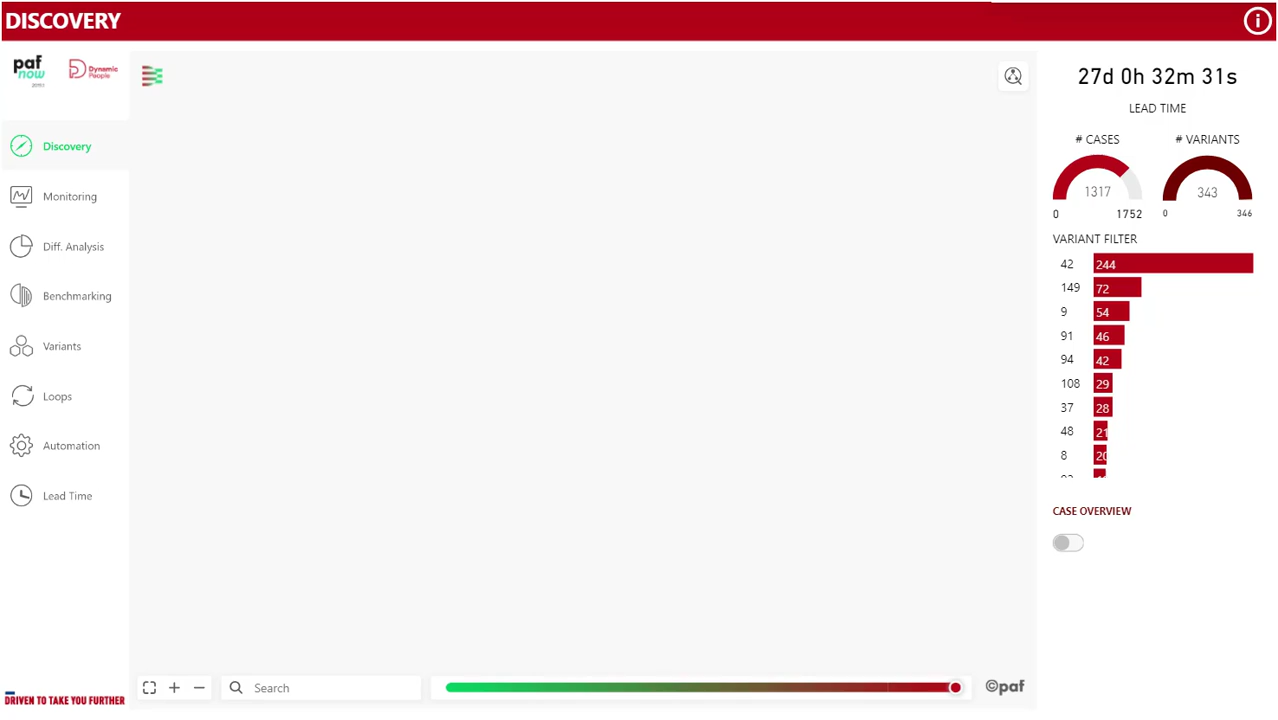 DISCOVERY
paf
now
Dynamic
People
Discovery
Monitoring
Diff. Analysis
Benchmarking
Variants
Loops
Automation
Lead Time
DRIVEN TO TAKE YOU FURTHER
Search
©paf
27d 0h 32m 31s
LEAD TIME
# CASES
# VARIANTS
1317
343
0 1752
0 346
VARIANT FILTER
42 244
149 72
9 54
91 46
94 42
108 29
37 28
48 21
8 20
CASE OVERVIEW